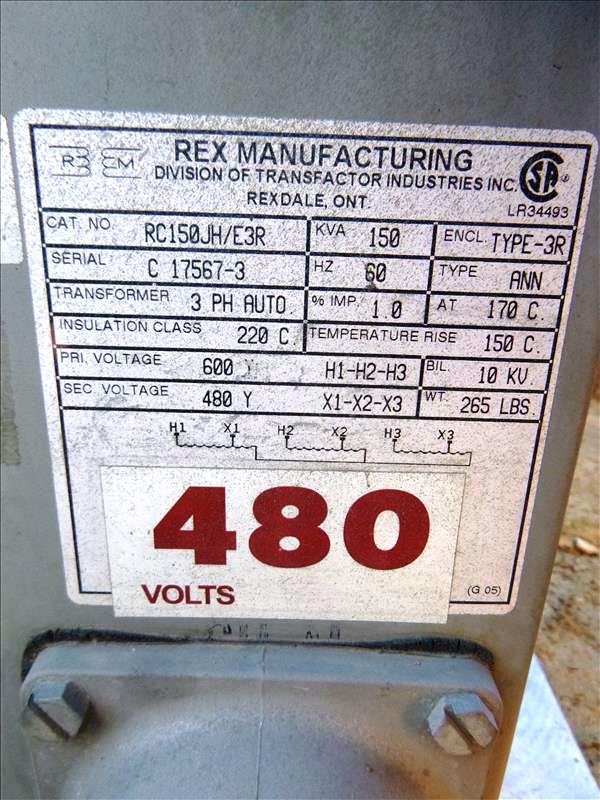 REX MANUFACTURING
DIVISION OF TRANSFACTOR INDUSTRIES INC.
REXDALE, ONT.
LR34493
CAT. NO. RC150JH/E3R KVA 150 ENCL. TYPE-3R
SERIAL C 17567-3 HZ 60 TYPE ANN
TRANSFORMER 3 PH AUTO. % IMP. 1.0 AT 170 C.
INSULATION CLASS 220 C TEMPERATURE RISE 150 C.
PRI. VOLTAGE 600 Y H1-H2-H3 BIL. 10 KV.
SEC. VOLTAGE 480 Y X1-X2-X3 WT. 265 LBS.
H1 X1 H2 X2 H3 X3
480
VOLTS
(G 05)